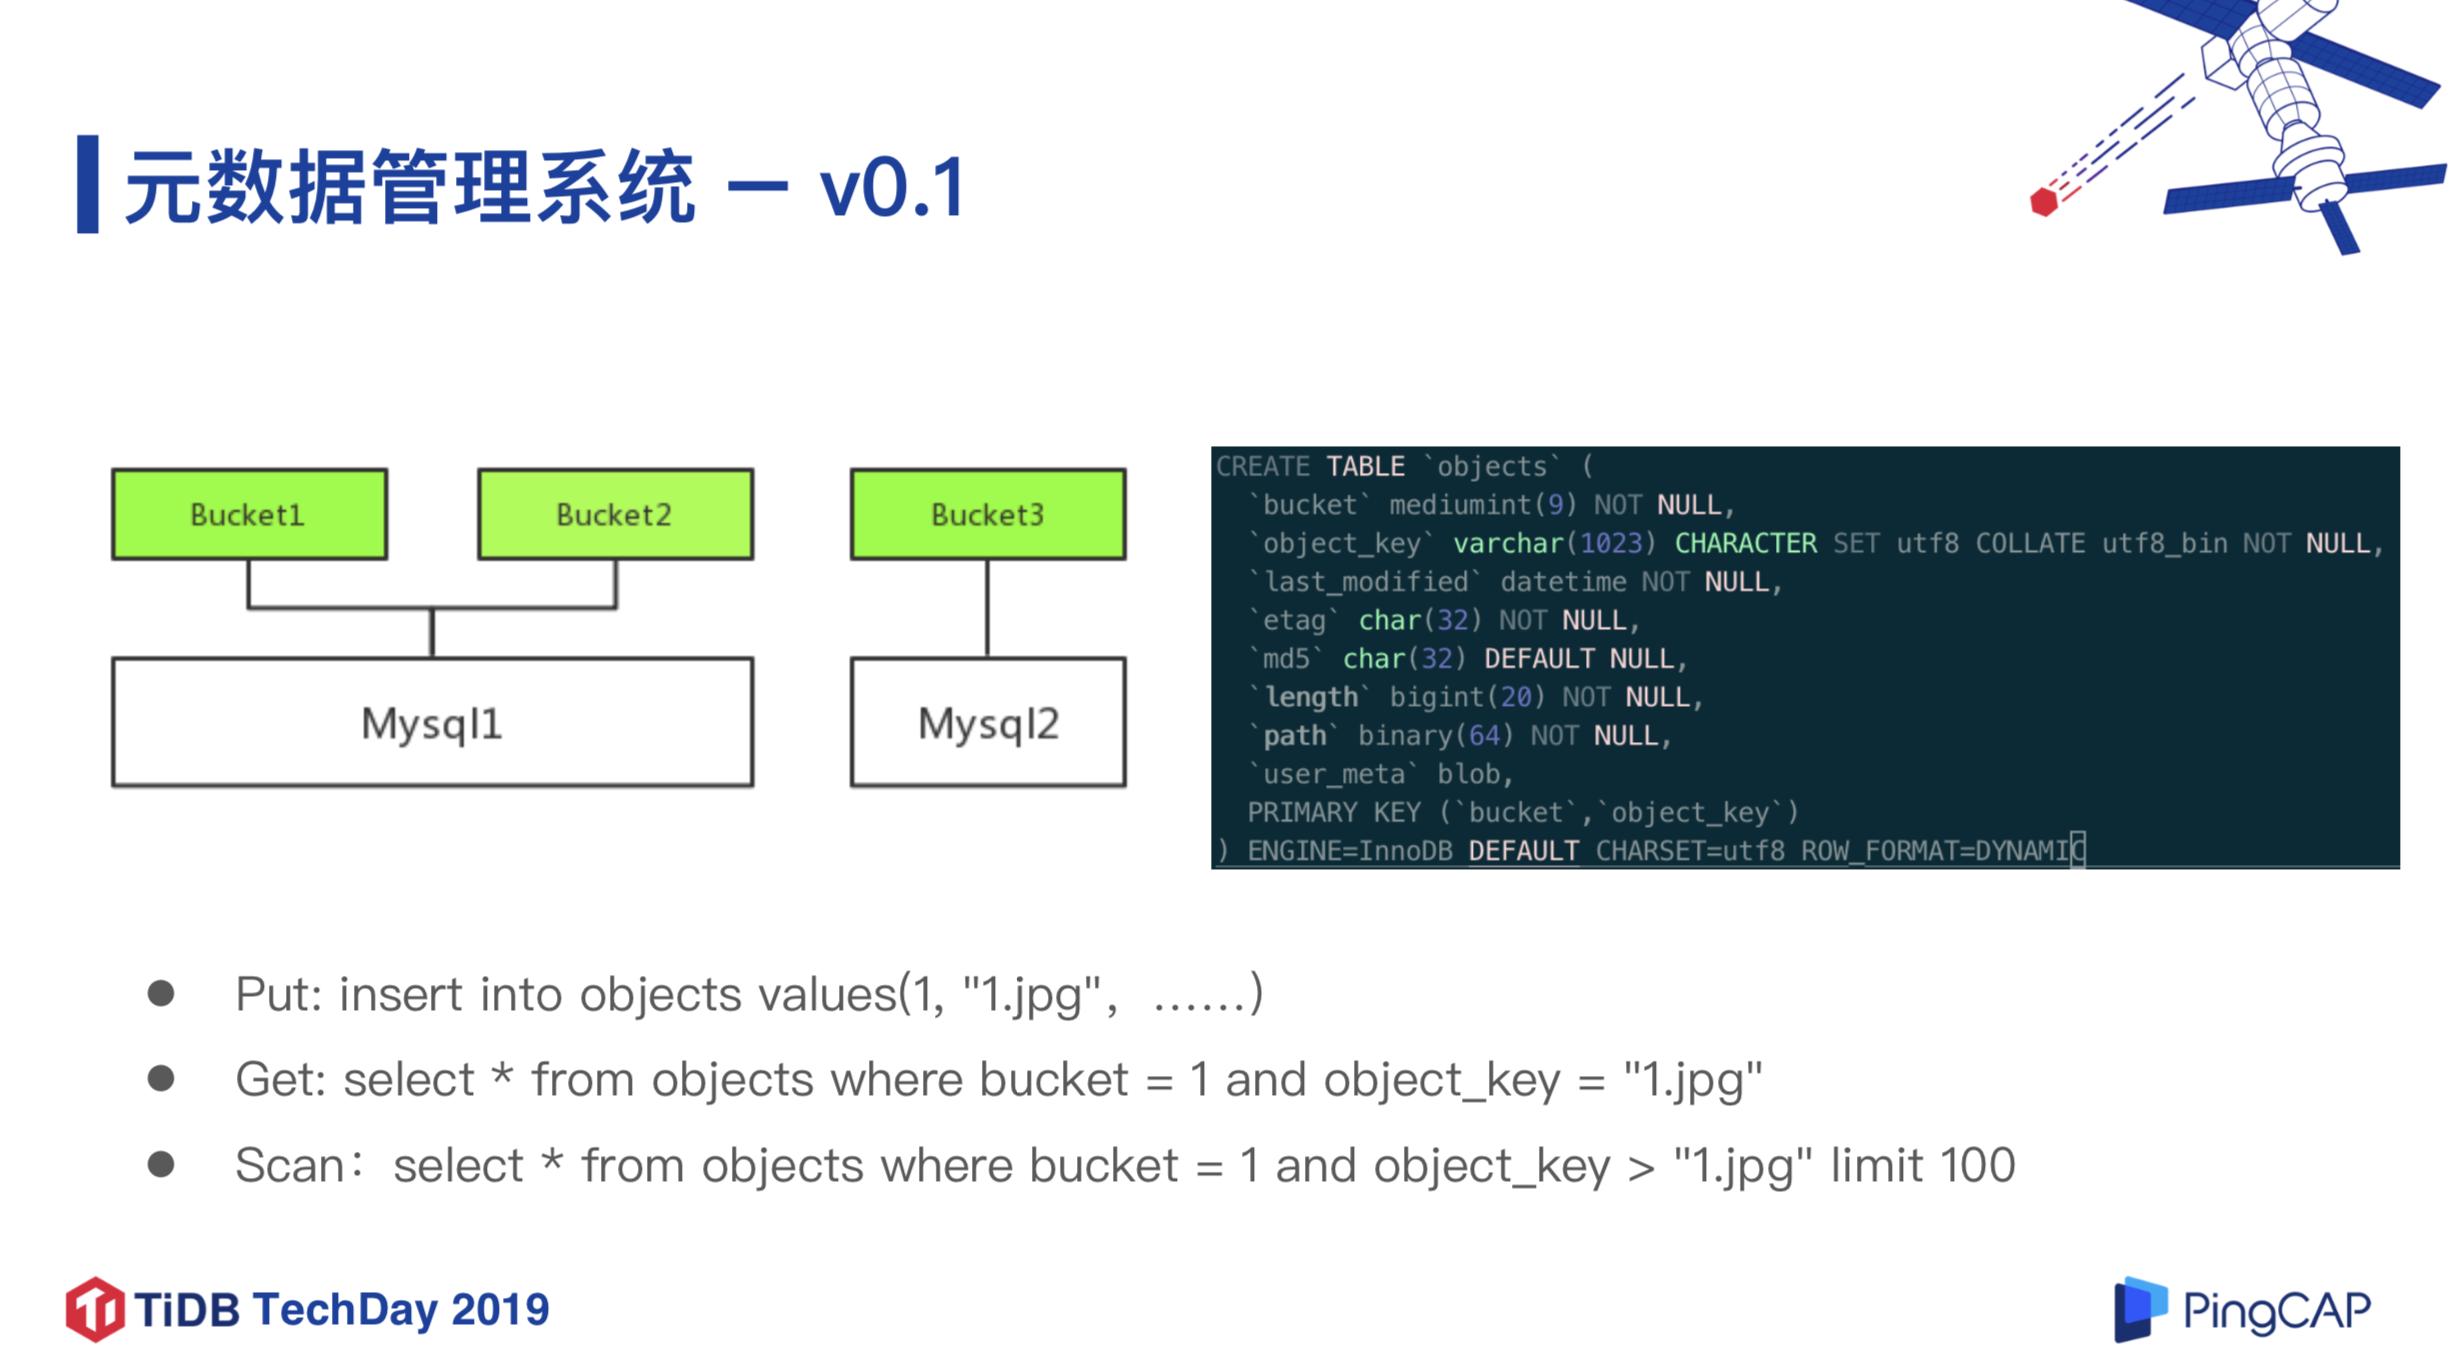 元数据管理系统 — v0.1
Bucket1
Bucket2
Bucket3
Mysql1
Mysql2
CREATE TABLE `objects` (
`bucket` mediumint(9) NOT NULL,
`object_key` varchar(1023) CHARACTER SET utf8 COLLATE utf8_bin NOT NULL,
`last_modified` datetime NOT NULL,
`etag` char(32) NOT NULL,
`md5` char(32) DEFAULT NULL,
`length` bigint(20) NOT NULL,
`path` binary(64) NOT NULL,
`user_meta` blob,
PRIMARY KEY (`bucket`,`object_key`)
) ENGINE=InnoDB DEFAULT CHARSET=utf8 ROW_FORMAT=DYNAMIC
● Put: insert into objects values(1, "1.jpg", ……)
● Get: select * from objects where bucket = 1 and object_key = "1.jpg"
● Scan：select * from objects where bucket = 1 and object_key > "1.jpg" limit 100
TiDB TechDay 2019
PingCAP